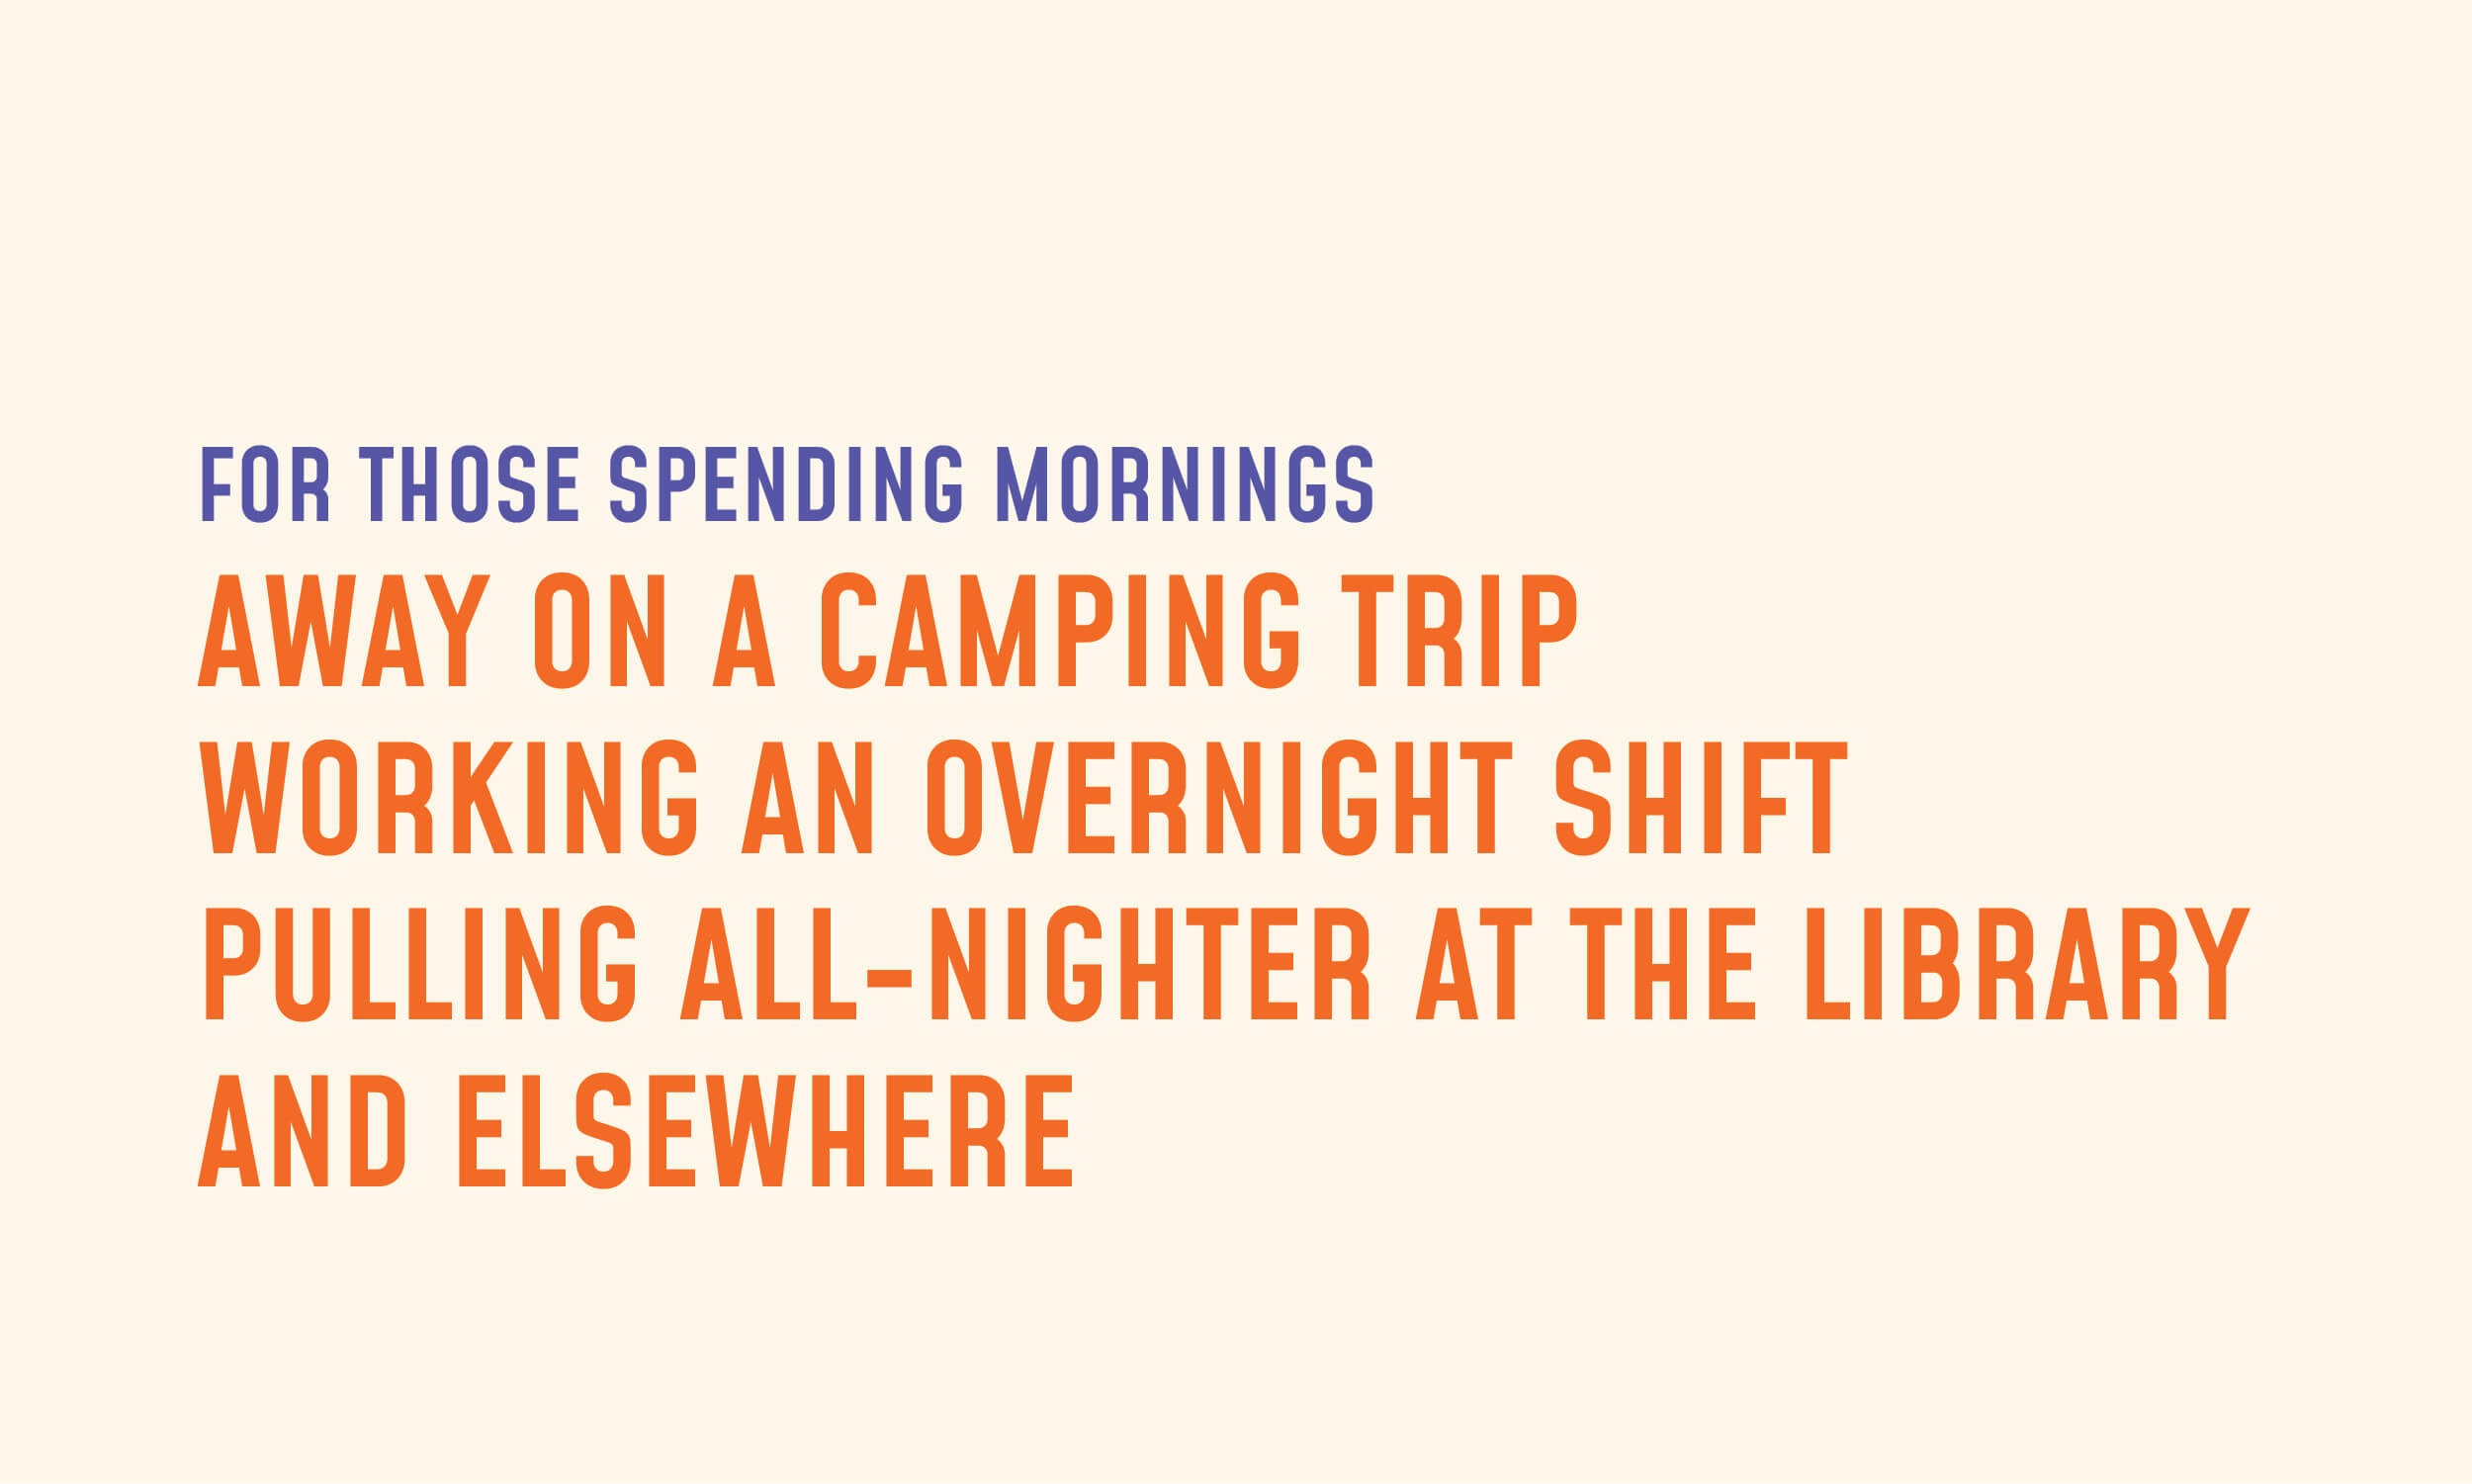 FOR THOSE SPENDING MORNINGS
AWAY ON A CAMPING TRIP
WORKING AN OVERNIGHT SHIFT
PULLING ALL-NIGHTER AT THE LIBRARY
AND ELSEWHERE